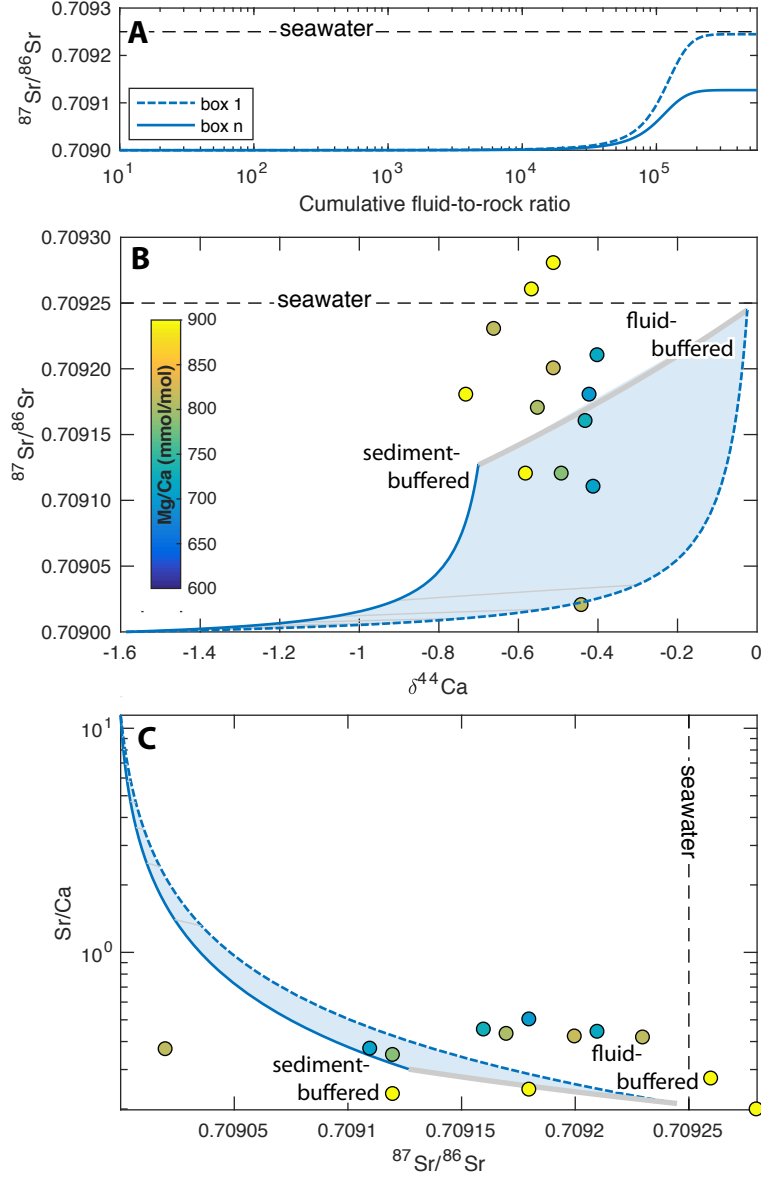 0.7093
A
seawater
0.7092
0.7091
0.7090
87Sr/86Sr
box 1
box n
10^1
10^2
10^3
10^4
10^5
Cumulative fluid-to-rock ratio
0.70930
B
seawater
0.70925
fluid-
buffered
900
850
800
750
700
650
600
Mg/Ca (mmol/mol)
0.70920
0.70915
sediment-
buffered
0.70910
0.70905
0.70900
87Sr/86Sr
-1.6
-1.4
-1.2
-1
-0.8
-0.6
-0.4
-0.2
0
δ44Ca
10^1
C
seawater
Sr/Ca
10^0
sediment-
buffered
fluid-
buffered
0.70905
0.7091
0.70915
0.7092
0.70925
87Sr/86Sr